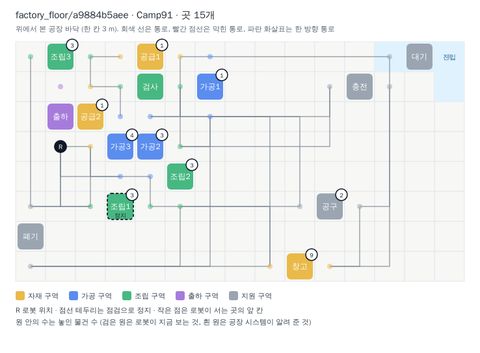 factory_floor/a9884b5aee · Camp91 · 곳 15개
위에서 본 공장 바닥 (한 칸 3 m). 회색 선은 통로, 빨간 점선은 막힌 통로, 파란 화살표는 한 방향 통로
조립3 3
공급1 1
대기
진입
검사
가공1 1
충전
출하
공급2 1
R
가공3 4
가공2 3
조립2 3
조립1 3
정지
공구 2
폐기
창고 9
자재 구역 가공 구역 조립 구역 출하 구역 지원 구역
R 로봇 위치 · 점선 테두리는 점검으로 정지 · 작은 점은 로봇이 서는 곳의 앞 칸
원 안의 수는 놓인 물건 수 (검은 원은 로봇이 지금 보는 것, 흰 원은 공장 시스템이 알려 준 것)